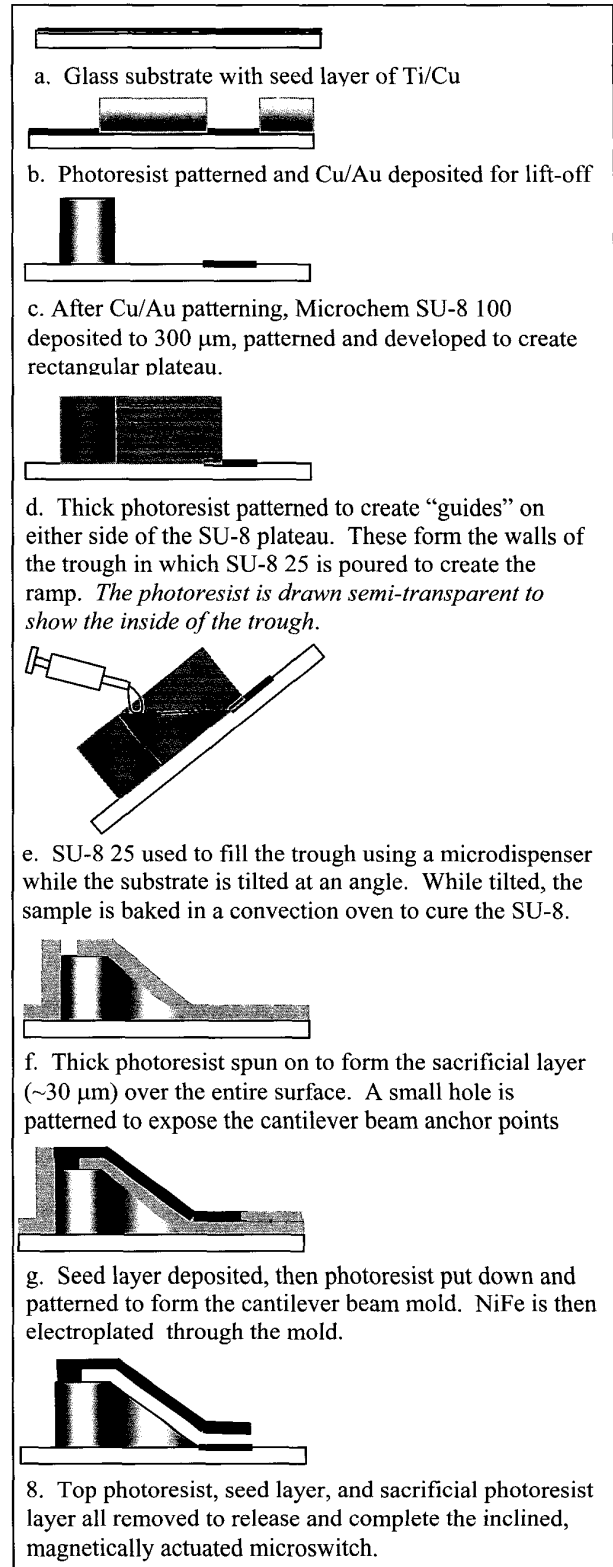 a. Glass substrate with seed layer of Ti/Cu
b. Photoresist patterned and Cu/Au deposited for lift-off
c. After Cu/Au patterning, Microchem SU-8 100
deposited to 300 μm, patterned and developed to create
rectangular plateau.
d. Thick photoresist patterned to create “guides” on
either side of the SU-8 plateau. These form the walls of
the trough in which SU-8 25 is poured to create the
ramp. The photoresist is drawn semi-transparent to
show the inside of the trough.
e. SU-8 25 used to fill the trough using a microdispenser
while the substrate is tilted at an angle. While tilted, the
sample is baked in a convection oven to cure the SU-8.
f. Thick photoresist spun on to form the sacrificial layer
(~30 μm) over the entire surface. A small hole is
patterned to expose the cantilever beam anchor points
g. Seed layer deposited, then photoresist put down and
patterned to form the cantilever beam mold. NiFe is then
electroplated through the mold.
8. Top photoresist, seed layer, and sacrificial photoresist
layer all removed to release and complete the inclined,
magnetically actuated microswitch.